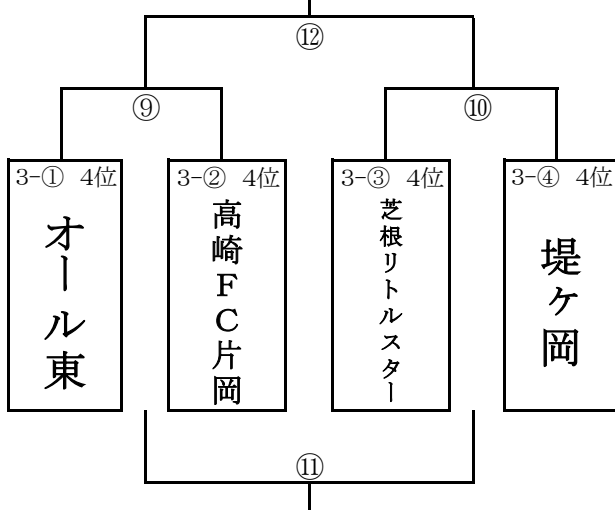 ⑫
⑨
⑩
3-① 4位
オール東
3-② 4位
高崎FC片岡
3-③ 4位
芝根リトルスター
3-④ 4位
堤ケ岡
⑪